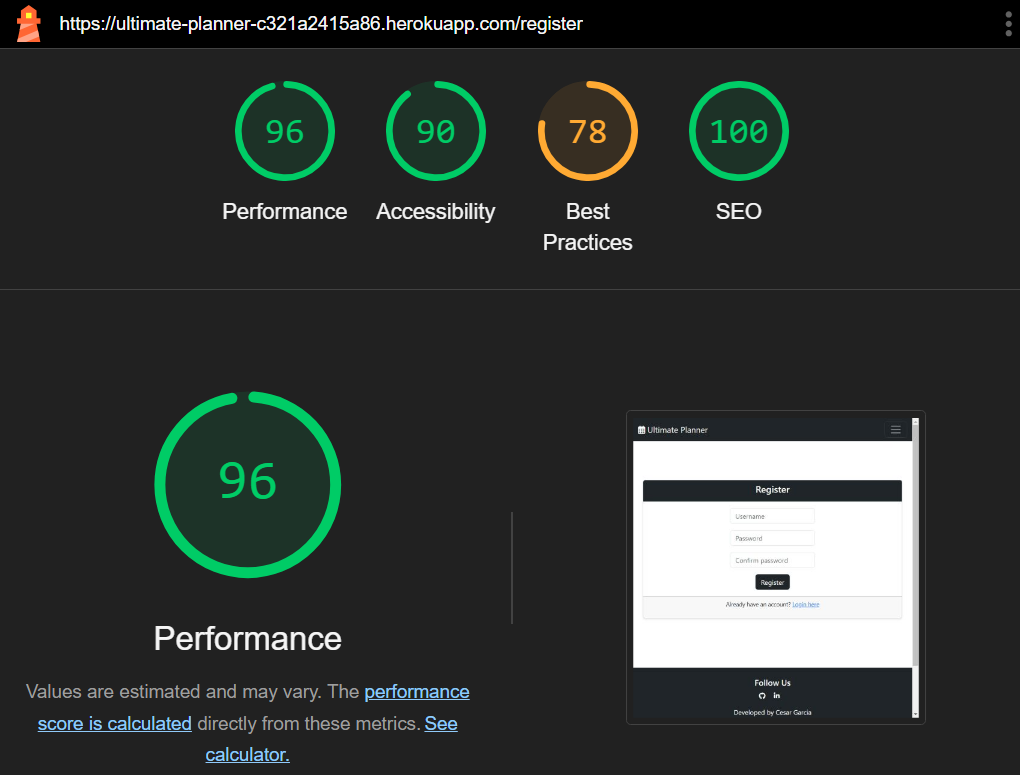 https://ultimate-planner-c321a2415a86.herokuapp.com/register
96
90
78
100
Performance
Accessibility
Best
Practices
SEO
96
Performance
Values are estimated and may vary. The performance
score is calculated directly from these metrics. See
calculator.
Ultimate Planner
Register
Username
Password
Confirm password
Register
Already have an account? Login here
Follow Us
Developed by Cesar Garcia